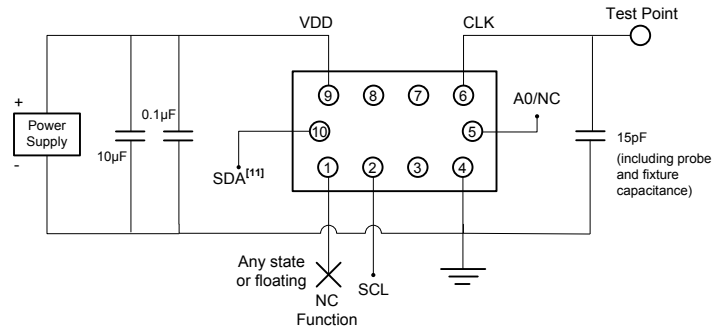 VDD
CLK
Test Point
+
Power
Supply
-
10µF
0.1µF
9
8
7
6
10
5
1
2
3
4
A0/NC
SDA[11]
15pF
(including probe
and fixture
capacitance)
Any state
or floating
NC
Function
SCL